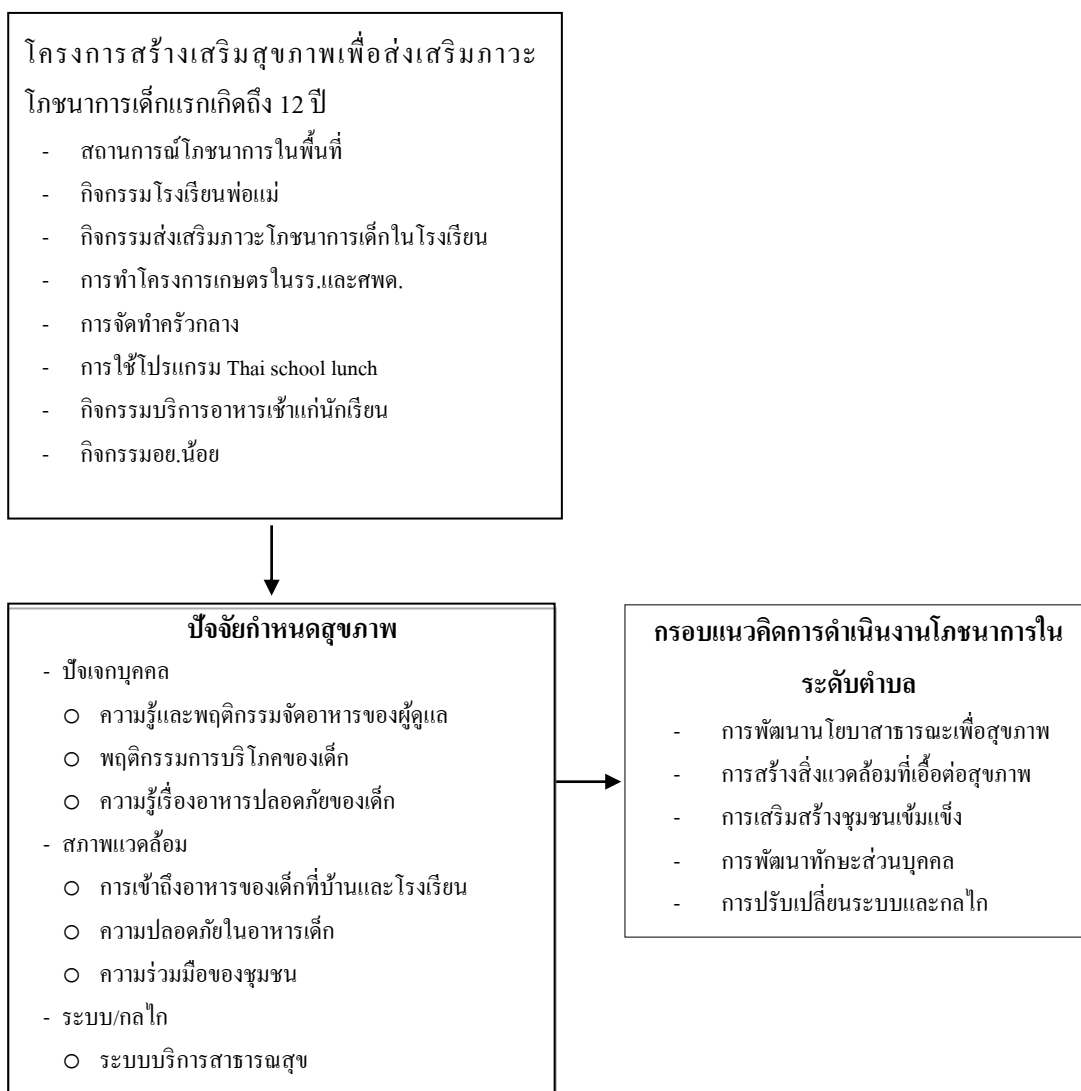 โครงการสร้างเสริมสุขภาพเพื่อส่งเสริมภาวะ
โภชนาการเด็กแรกเกิดถึง 12 ปี
- สถานการณ์โภชนาการในพื้นที่
- กิจกรรมโรงเรียนพ่อแม่
- กิจกรรมส่งเสริมภาวะโภชนาการเด็กในโรงเรียน
- การทำโครงการเกษตรในรร.และศพด.
- การจัดทำครัวกลาง
- การใช้โปรแกรม Thai school lunch
- กิจกรรมบริการอาหารเช้าแก่นักเรียน
- กิจกรรมอย.น้อย
ปัจจัยกำหนดสุขภาพ
- ปัจเจกบุคคล
o ความรู้และพฤติกรรมจัดอาหารของผู้ดูแล
o พฤติกรรมการบริโภคของเด็ก
o ความรู้เรื่องอาหารปลอดภัยของเด็ก
- สภาพแวดล้อม
o การเข้าถึงอาหารของเด็กที่บ้านและโรงเรียน
o ความปลอดภัยในอาหารเด็ก
o ความร่วมมือของชุมชน
- ระบบ/กลไก
o ระบบบริการสาธารณสุข
กรอบแนวคิดการดำเนินงานโภชนาการใน
ระดับตำบล
- การพัฒนานโยบาสาธารณะเพื่อสุขภาพ
- การสร้างสิ่งแวดล้อมที่เอื้อต่อสุขภาพ
- การเสริมสร้างชุมชนเข้มแข็ง
- การพัฒนาทักษะส่วนบุคคล
- การปรับเปลี่ยนระบบและกลไก